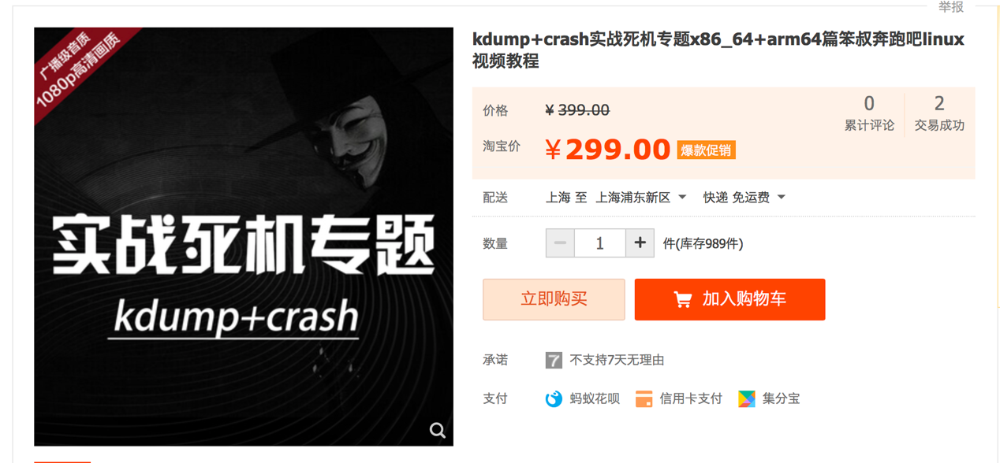 举报
广播级音质
1080p高清画质
实战死机专题
kdump+crash
kdump+crash实战死机专题x86_64+arm64篇笨叔奔跑吧linux
视频教程
价格 ¥ 399.00
0 累计评论
2 交易成功
淘宝价 ¥299.00 爆款促销
配送 上海 至 上海浦东新区 快递 免运费
数量 − 1 + 件(库存989件)
立即购买 加入购物车
承诺 7 不支持7天无理由
支付 蚂蚁花呗 信用卡支付 集分宝